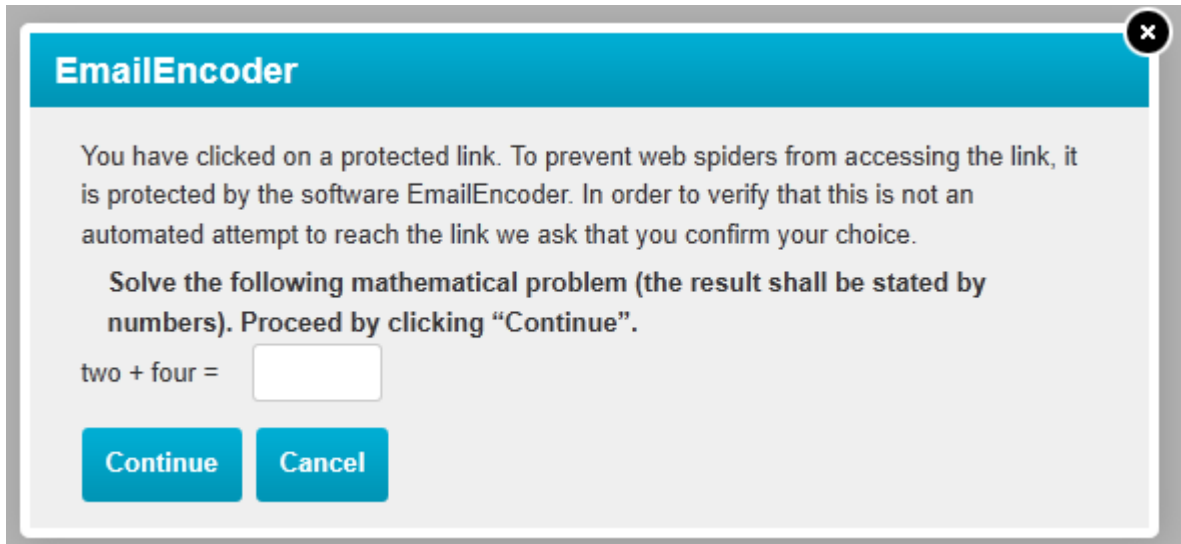 EmailEncoder
You have clicked on a protected link. To prevent web spiders from accessing the link, it
is protected by the software EmailEncoder. In order to verify that this is not an
automated attempt to reach the link we ask that you confirm your choice.
Solve the following mathematical problem (the result shall be stated by
numbers). Proceed by clicking “Continue”.
two + four =
Continue Cancel